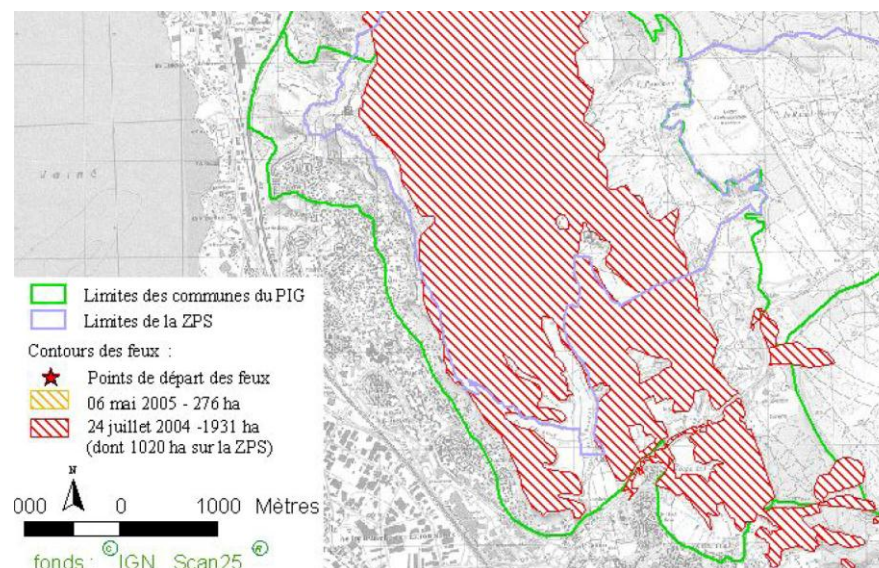 Limites des communes du PIG
Limites de la ZPS
Contours des feux :
Points de départ des feux
06 mai 2005 - 276 ha
24 juillet 2004 -1931 ha
(dont 1020 ha sur la ZPS)
N
000 0 1000 Mètres
fonds : © IGN Scan25 ®